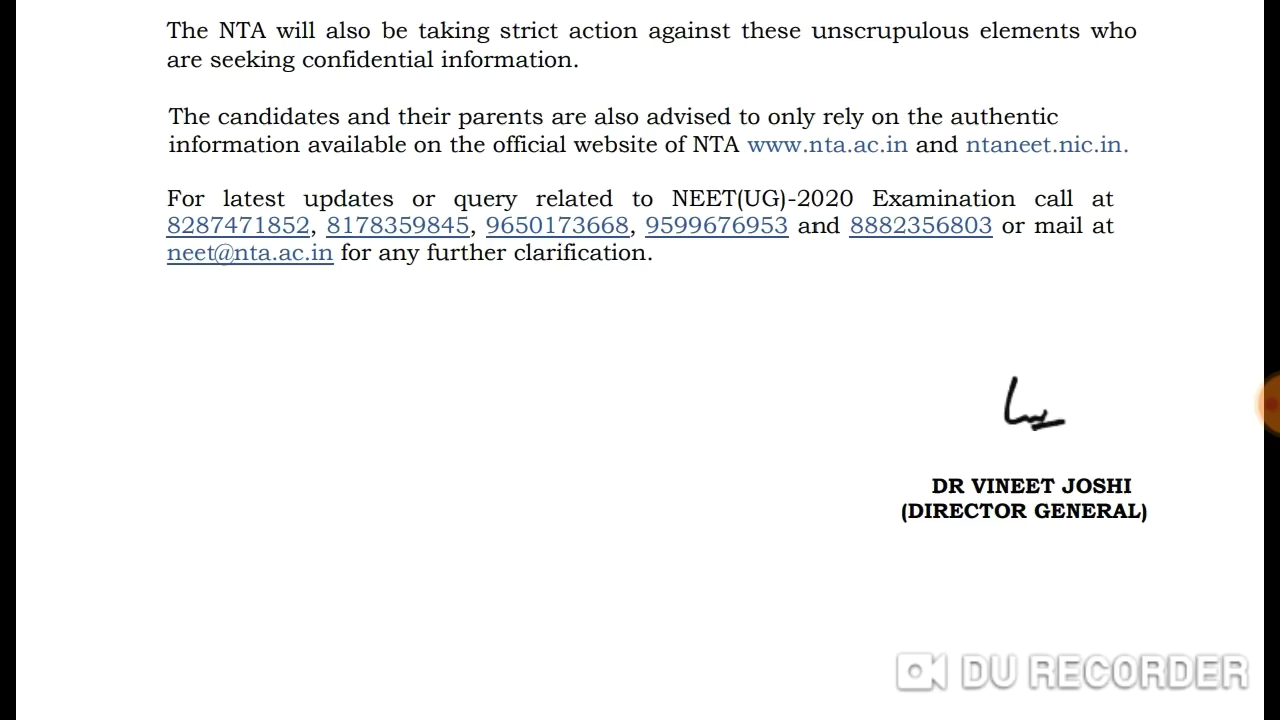 The NTA will also be taking strict action against these unscrupulous elements who
are seeking confidential information.
The candidates and their parents are also advised to only rely on the authentic
information available on the official website of NTA www.nta.ac.in and ntaneet.nic.in.
For latest updates or query related to NEET(UG)-2020 Examination call at
8287471852, 8178359845, 9650173668, 9599676953 and 8882356803 or mail at
neet@nta.ac.in for any further clarification.
DR VINEET JOSHI
(DIRECTOR GENERAL)
DU RECORDER